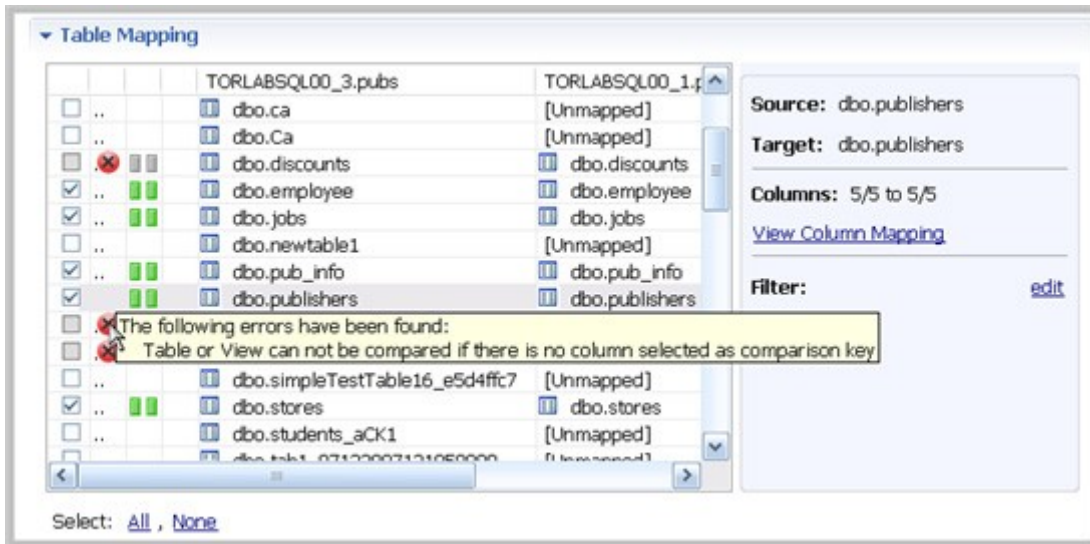 Table Mapping
TORLABSQL00_3.pubs TORLABSQL00_1.p
.. dbo.ca [Unmapped]
.. dbo.Ca [Unmapped]
. dbo.discounts dbo.discounts
.. dbo.employee dbo.employee
.. dbo.jobs dbo.jobs
.. dbo.newtable1 [Unmapped]
.. dbo.pub_info dbo.pub_info
dbo.publishers dbo.publishers
The following errors have been found:
Table or View can not be compared if there is no column selected as comparison key
.. dbo.simpleTestTable16_e5d4ffc7 [Unmapped]
.. dbo.stores dbo.stores
.. dbo.students_aCK1 [Unmapped]
[Unmapped]
Select: All , None
Source: dbo.publishers
Target: dbo.publishers
Columns: 5/5 to 5/5
View Column Mapping
Filter: edit